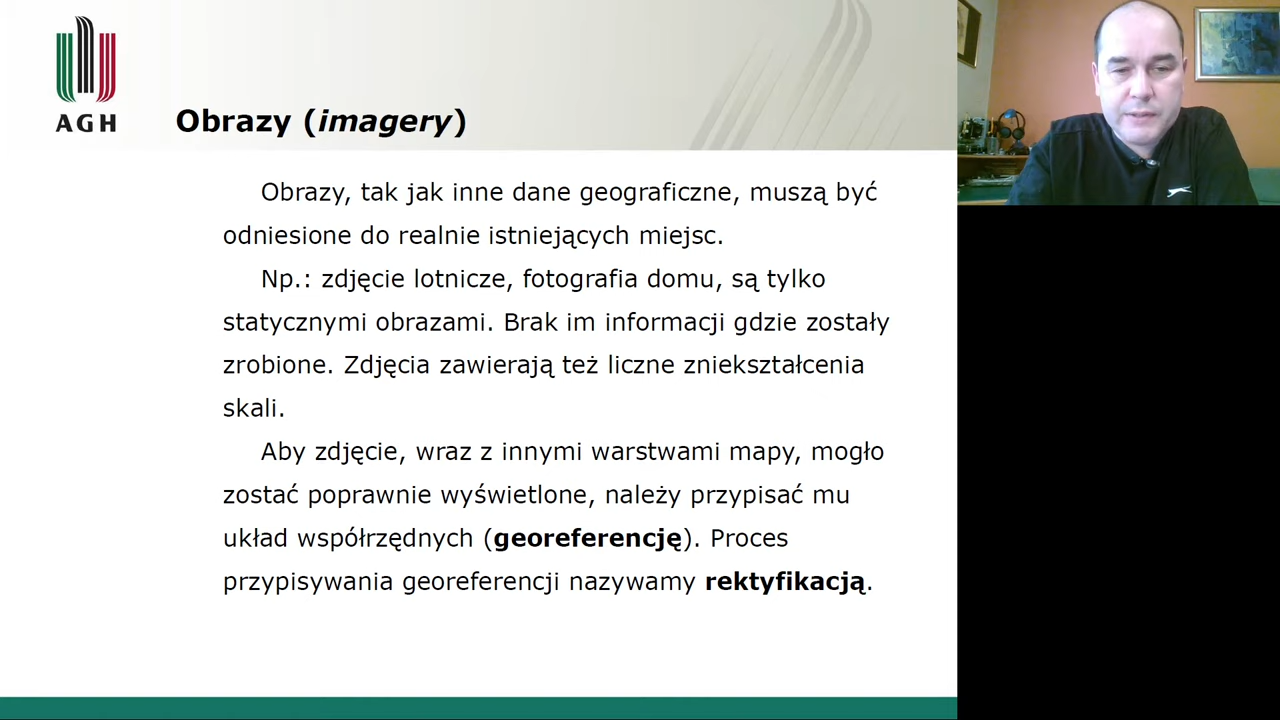 AGH
Obrazy (imagery)
Obrazy, tak jak inne dane geograficzne, muszą być
odniesione do realnie istniejących miejsc.
Np.: zdjęcie lotnicze, fotografia domu, są tylko
statycznymi obrazami. Brak im informacji gdzie zostały
zrobione. Zdjęcia zawierają też liczne zniekształcenia
skali.
Aby zdjęcie, wraz z innymi warstwami mapy, mogło
zostać poprawnie wyświetlone, należy przypisać mu
układ współrzędnych (georeferencję). Proces
przypisywania georeferencji nazywamy rektyfikacją.